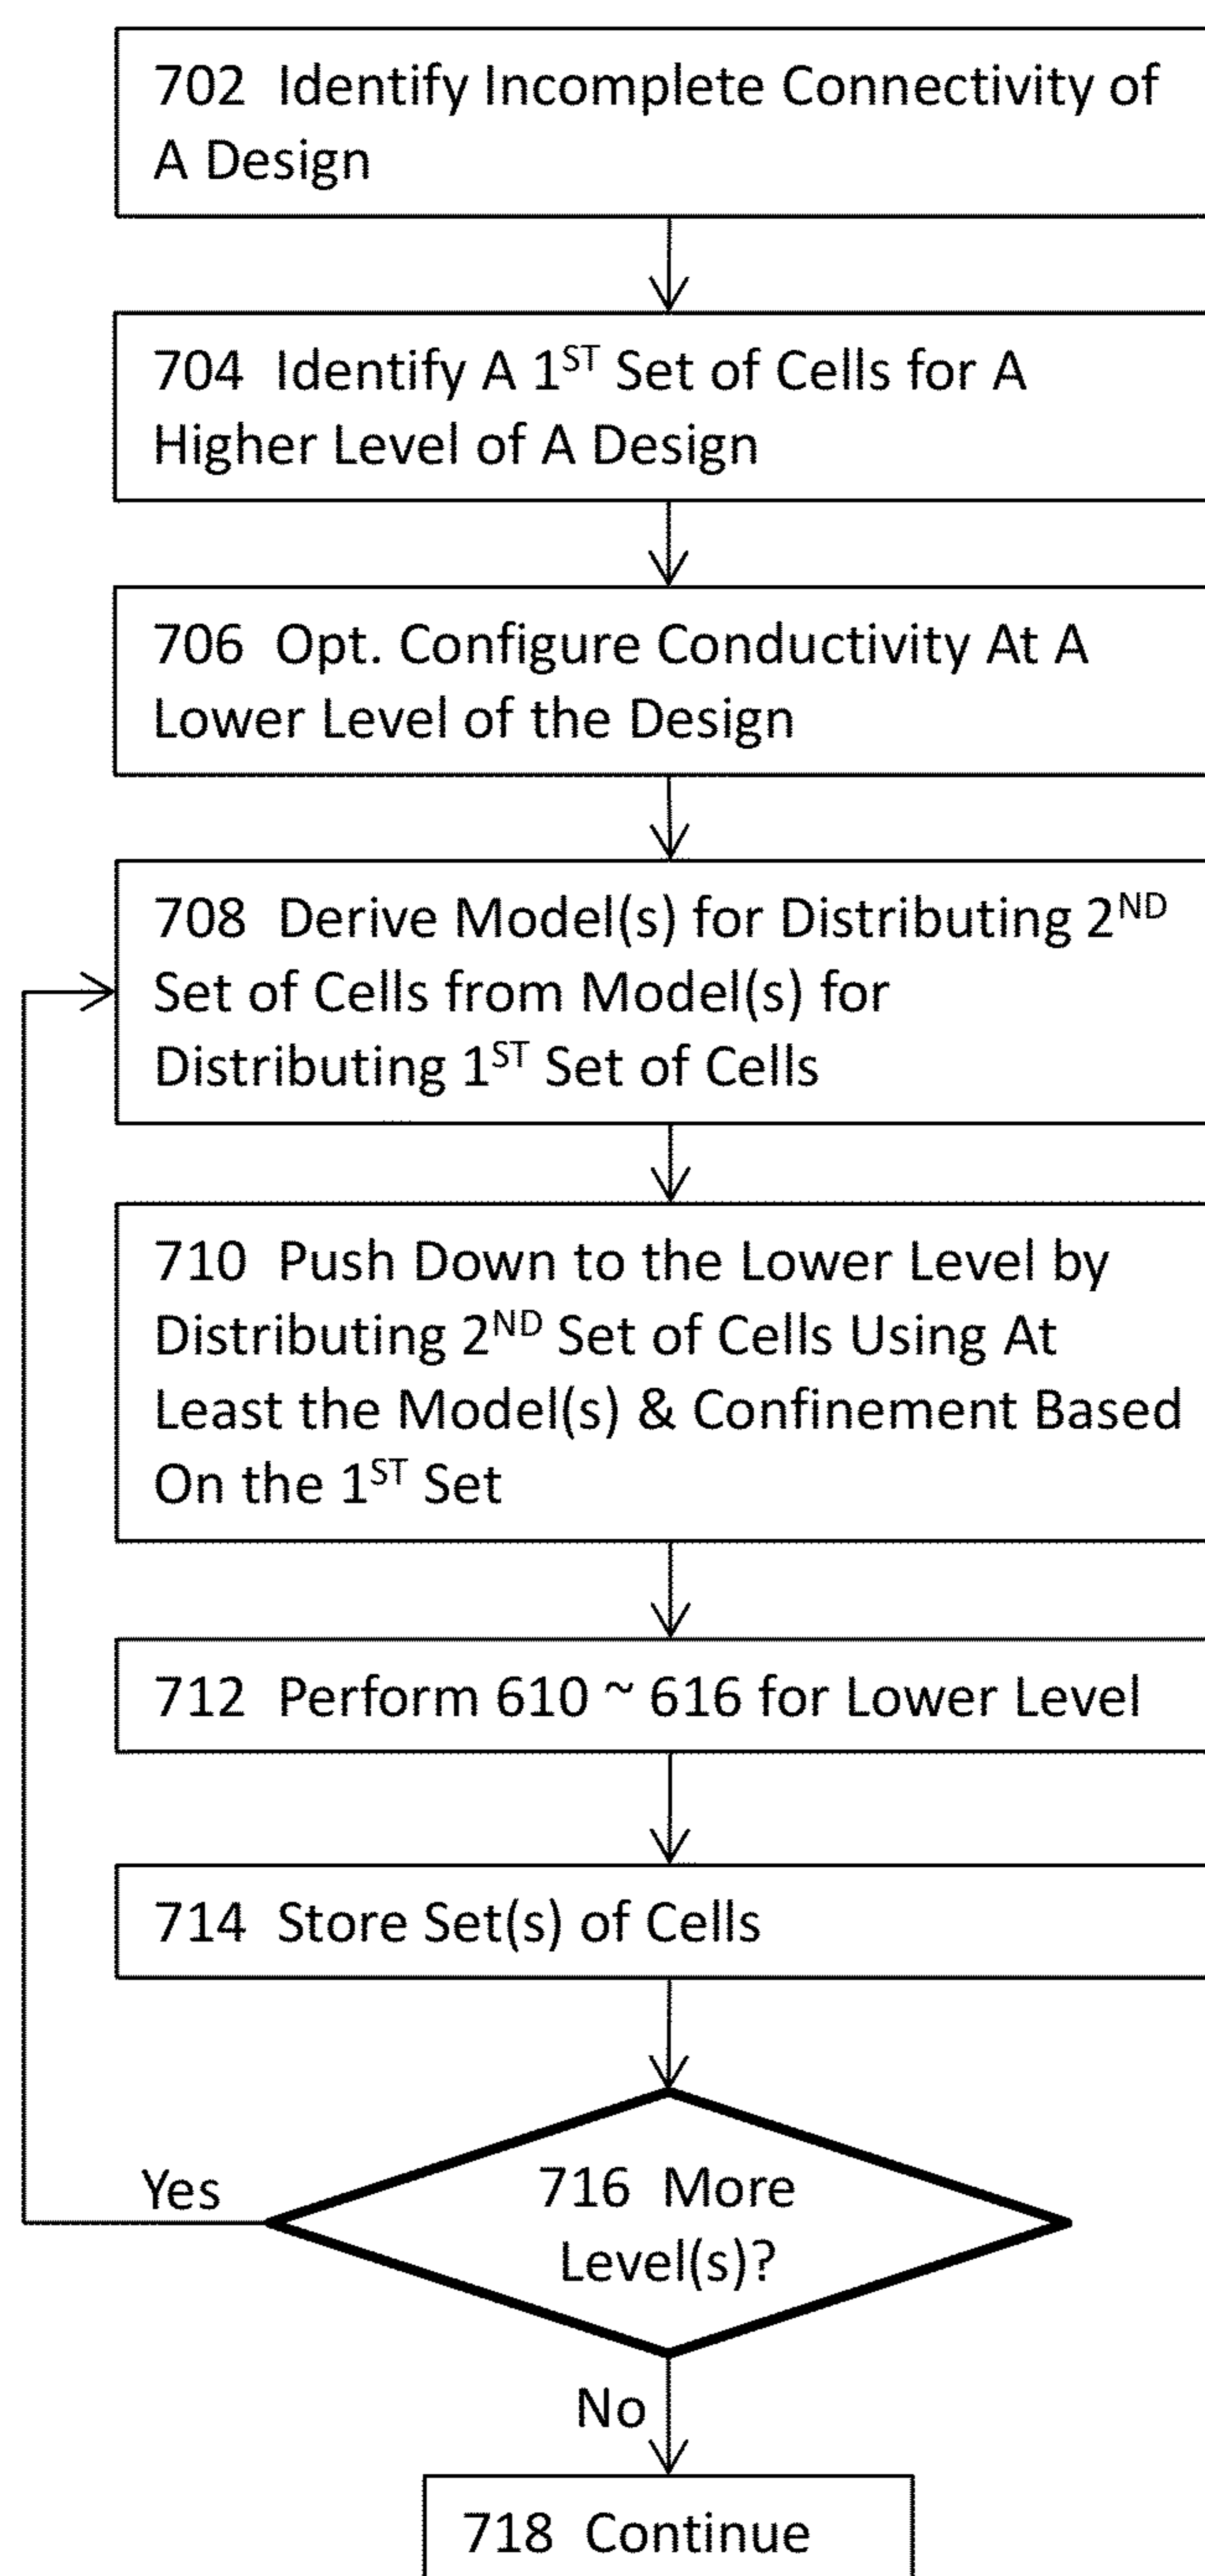 702 Identify Incomplete Connectivity of
A Design
704 Identify A 1ST Set of Cells for A
Higher Level of A Design
706 Opt. Configure Conductivity At A
Lower Level of the Design
708 Derive Model(s) for Distributing 2ND
Set of Cells from Model(s) for
Distributing 1ST Set of Cells
710 Push Down to the Lower Level by
Distributing 2ND Set of Cells Using At
Least the Model(s) & Confinement Based
On the 1ST Set
712 Perform 610 ~ 616 for Lower Level
714 Store Set(s) of Cells
716 More
Level(s)?
Yes
No
718 Continue